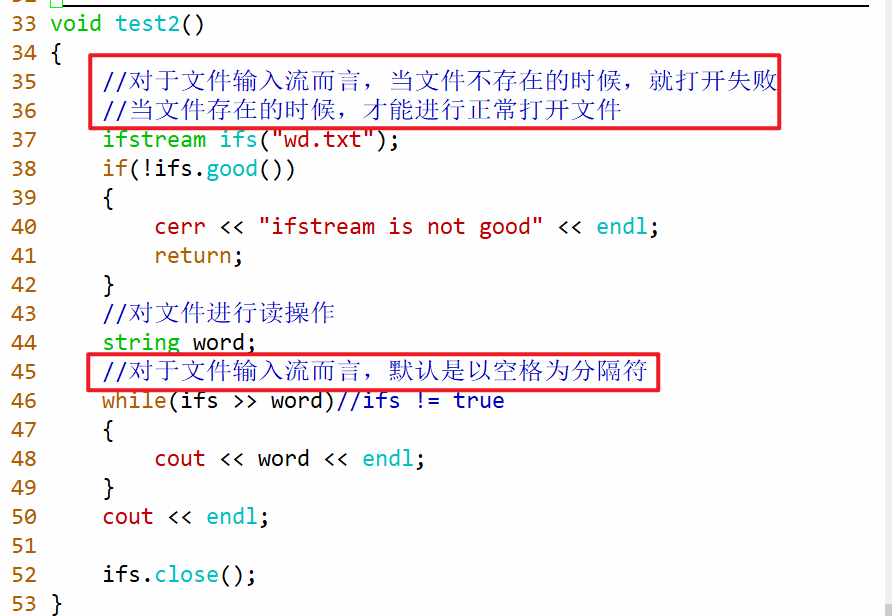 33 void test2()
34 {
35     //对于文件输入流而言，当文件不存在的时候，就打开失败
36     //当文件存在的时候，才能进行正常打开文件
37     ifstream ifs("wd.txt");
38     if(!ifs.good())
39     {
40         cerr << "ifstream is not good" << endl;
41         return;
42     }
43     //对文件进行读操作
44     string word;
45     //对于文件输入流而言，默认是以空格为分隔符
46     while(ifs >> word)//ifs != true
47     {
48         cout << word << endl;
49     }
50     cout << endl;
51
52     ifs.close();
53 }